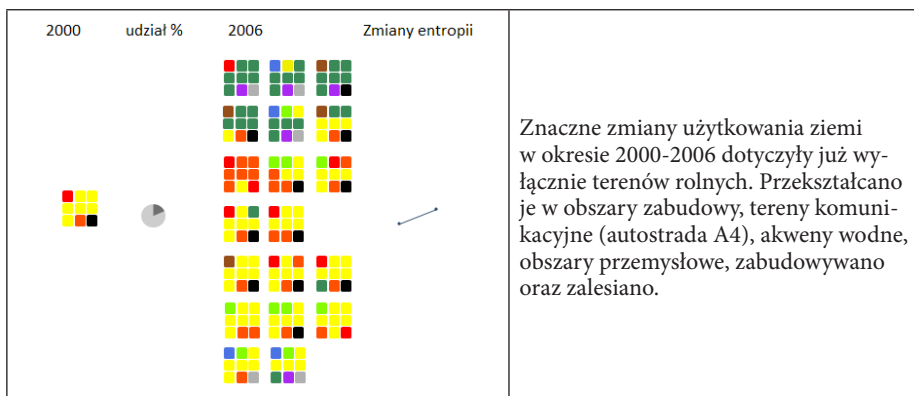 2000 udział % 2006 Zmiany entropii
Znaczne zmiany użytkowania ziemi
w okresie 2000-2006 dotyczyły już wy-
łącznie terenów rolnych. Przekształcano
je w obszary zabudowy, tereny komuni-
kacyjne (autostrada A4), akweny wodne,
obszary przemysłowe, zabudowywano
oraz zalesiano.